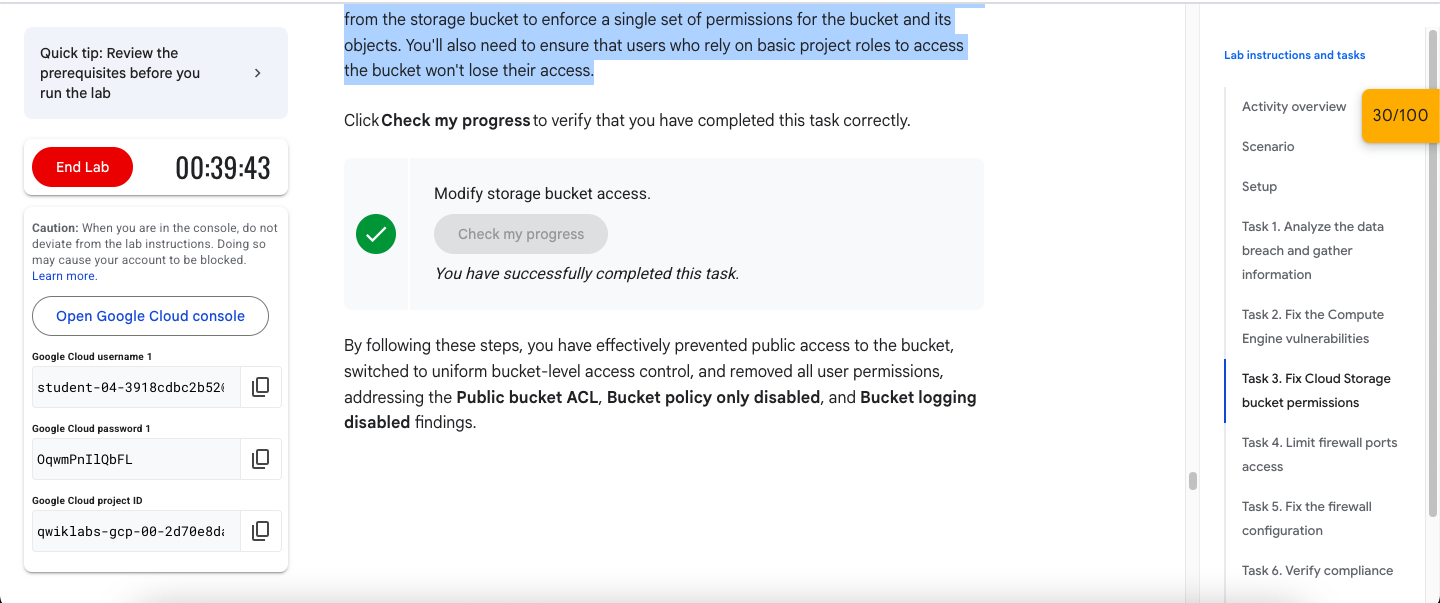 Quick tip: Review the
prerequisites before you
run the lab
End Lab
00:39:43
Caution: When you are in the console, do not
deviate from the lab instructions. Doing so
may cause your account to be blocked.
Learn more.
Open Google Cloud console
Google Cloud username 1
student-04-3918cdbc2b520
Google Cloud password 1
OqwmPnIlQbFL
Google Cloud project ID
qwiklabs-gcp-00-2d70e8da
from the storage bucket to enforce a single set of permissions for the bucket and its
objects. You'll also need to ensure that users who rely on basic project roles to access
the bucket won't lose their access.
Click Check my progress to verify that you have completed this task correctly.
Modify storage bucket access.
Check my progress
You have successfully completed this task.
By following these steps, you have effectively prevented public access to the bucket,
switched to uniform bucket-level access control, and removed all user permissions,
addressing the Public bucket ACL, Bucket policy only disabled, and Bucket logging
disabled findings.
Lab instructions and tasks
Activity overview
30/100
Scenario
Setup
Task 1. Analyze the data
breach and gather
information
Task 2. Fix the Compute
Engine vulnerabilities
Task 3. Fix Cloud Storage
bucket permissions
Task 4. Limit firewall ports
access
Task 5. Fix the firewall
configuration
Task 6. Verify compliance